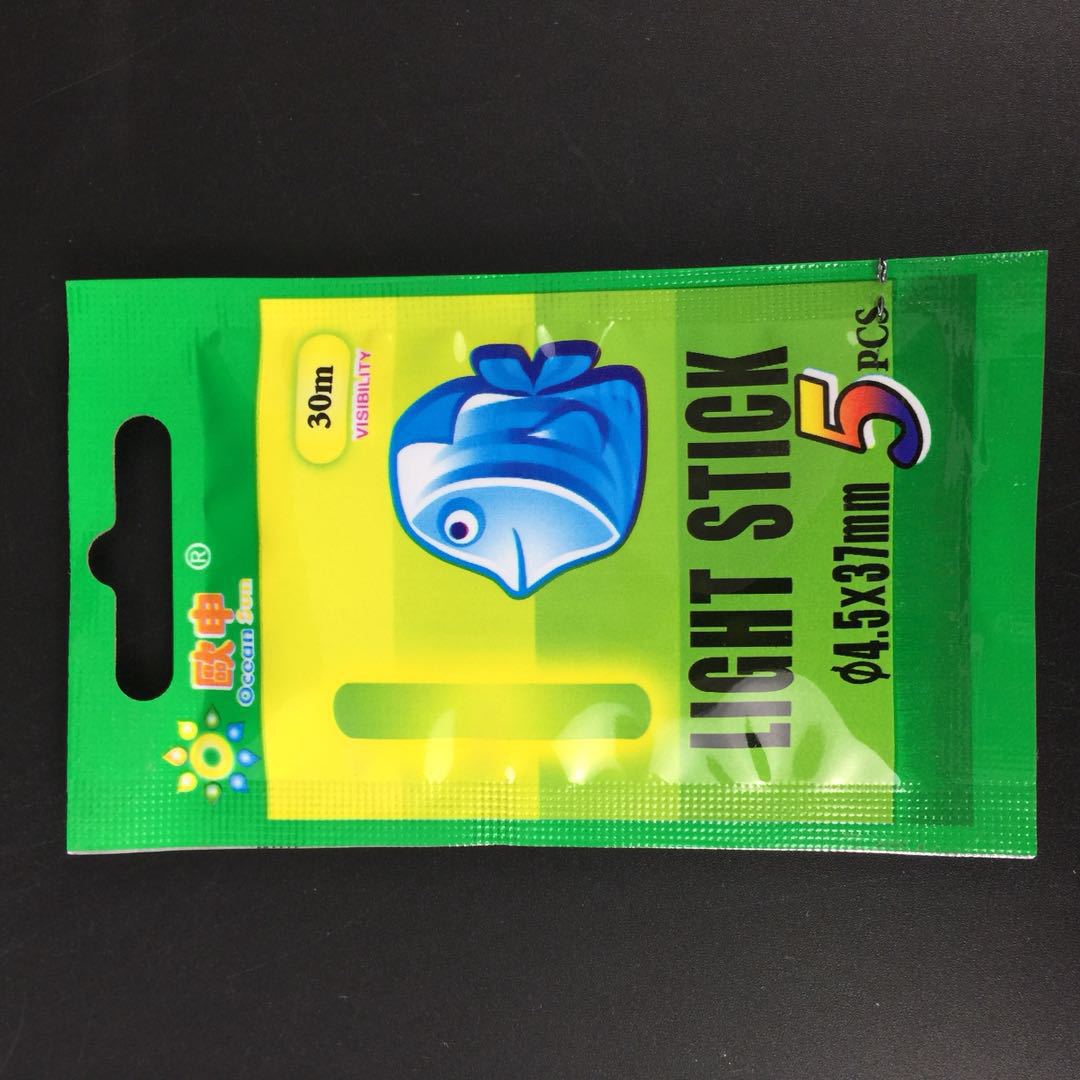 歐申®
Ocean Sun
30m
VISIBILITY
LIGHT STICK
φ4.5x37mm 5PCS